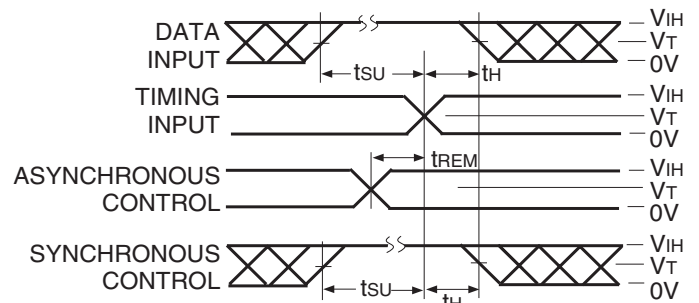 DATA
INPUT
tSU
tH
VIH
VT
0V
TIMING
INPUT
VIH
VT
0V
tREM
ASYNCHRONOUS
CONTROL
VIH
VT
0V
SYNCHRONOUS
CONTROL
tSU
tH
VIH
VT
0V